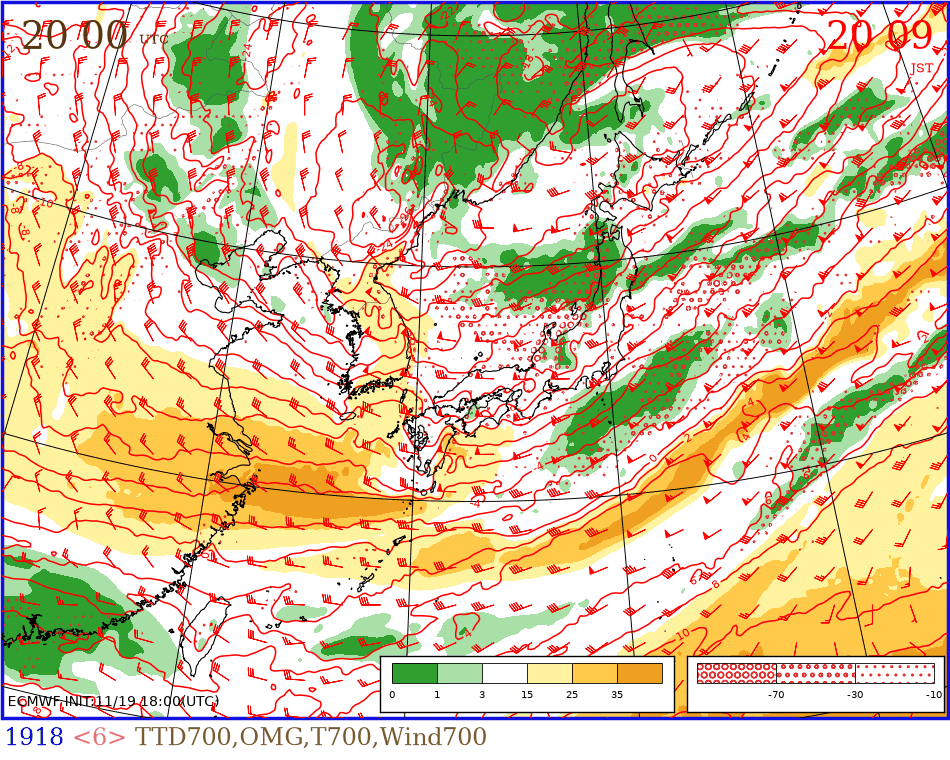 20 00 UTC
20 09
JST
0 1 3 15 25 35
-70 -30 -10
ECMWF,INIT:11/19 18:00(UTC)
1918 <6> TTD700,OMG,T700,Wind700